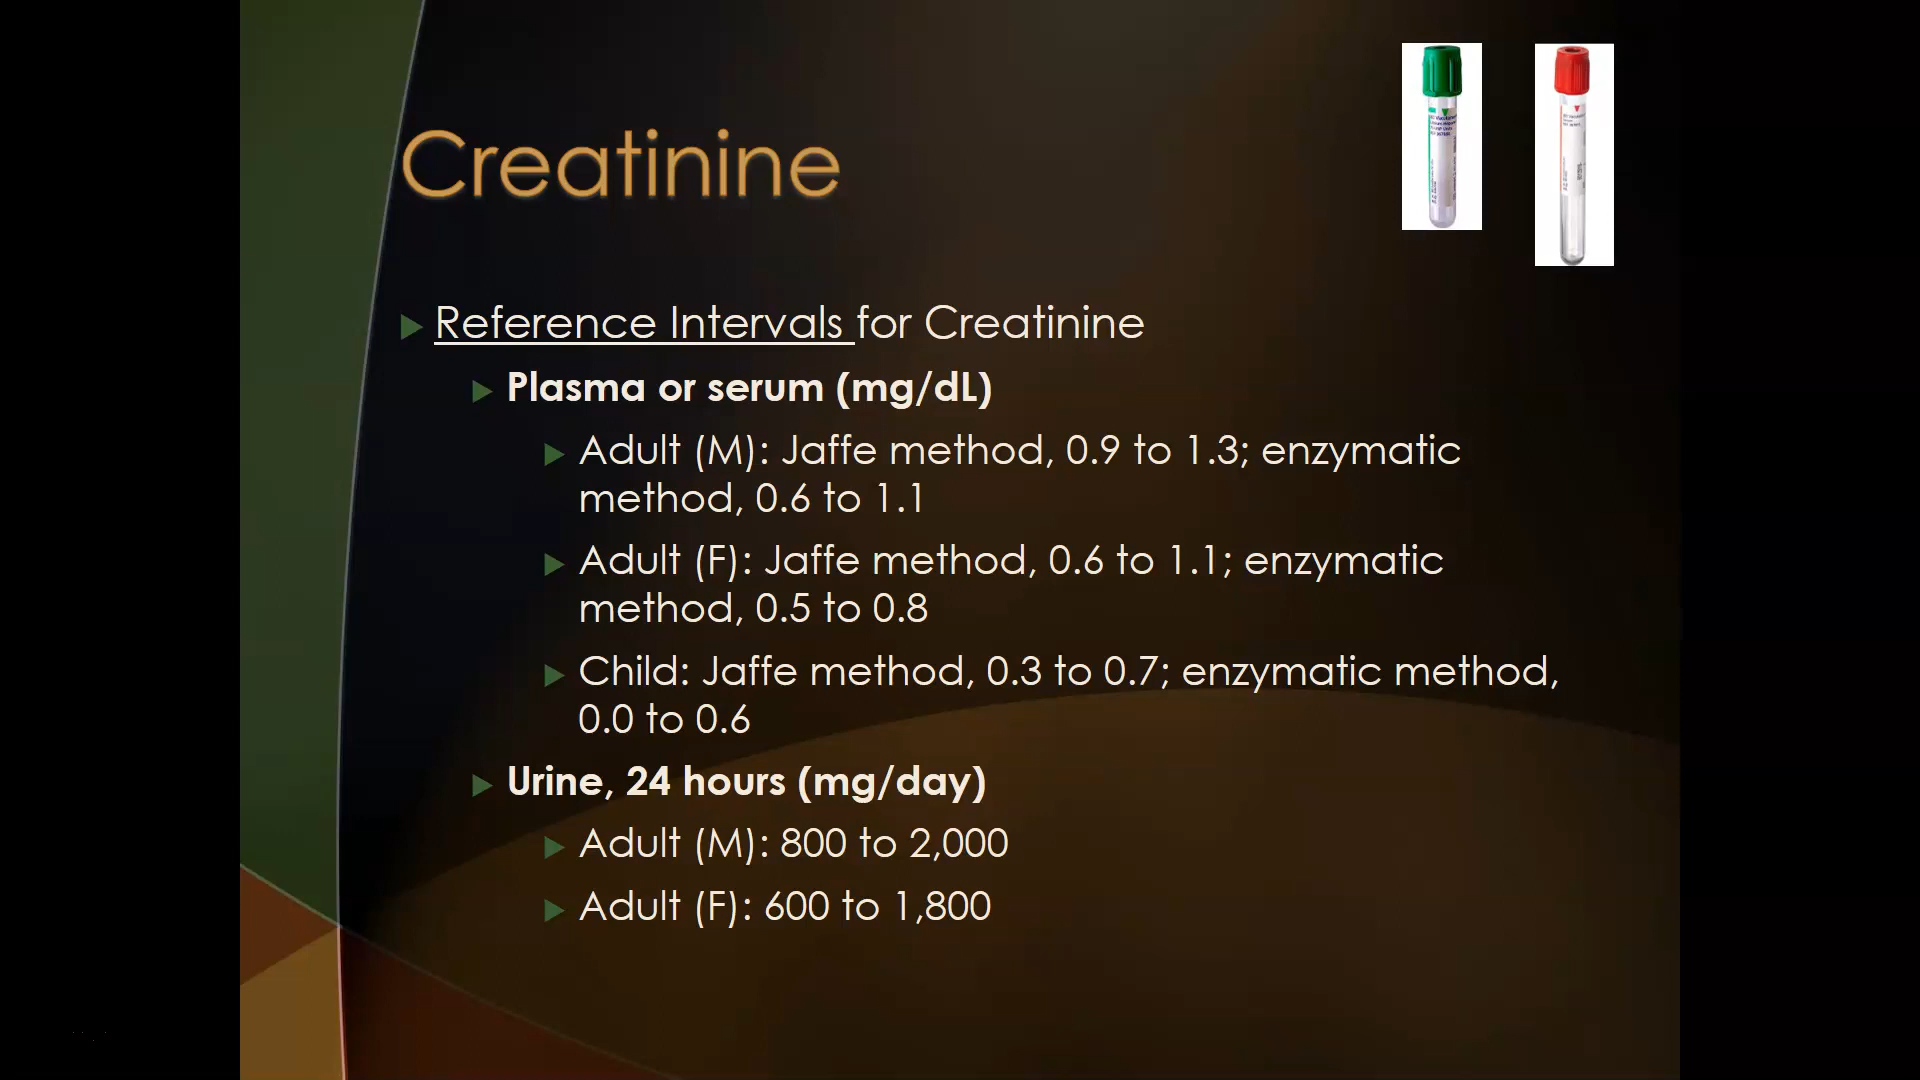 Creatinine
Reference Intervals for Creatinine
Plasma or serum (mg/dL)
Adult (M): Jaffe method, 0.9 to 1.3; enzymatic
method, 0.6 to 1.1
Adult (F): Jaffe method, 0.6 to 1.1; enzymatic
method, 0.5 to 0.8
Child: Jaffe method, 0.3 to 0.7; enzymatic method,
0.0 to 0.6
Urine, 24 hours (mg/day)
Adult (M): 800 to 2,000
Adult (F): 600 to 1,800